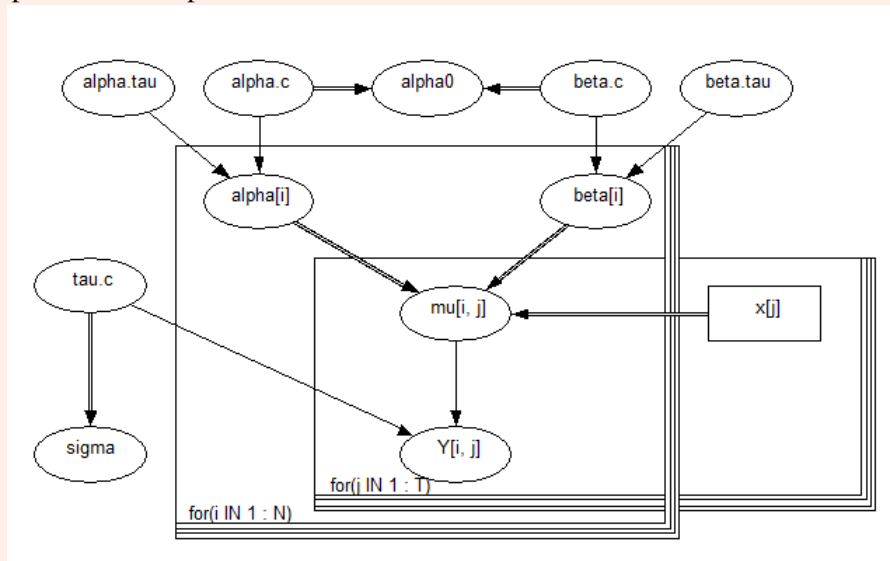 alpha.tau
alpha.c
alpha0
beta.c
beta.tau
alpha[i]
beta[i]
tau.c
mu[i, j]
x[j]
sigma
Y[i, j]
for(j IN 1 : T)
for(i IN 1 : N)